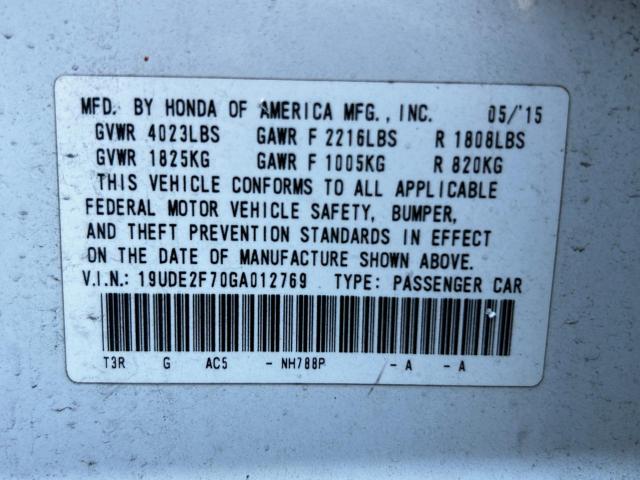 MFD. BY HONDA OF AMERICA MFG., INC. 05/'15
GVWR 4023LBS GAWR F 2216LBS R 1808LBS
GVWR 1825KG GAWR F 1005KG R 820KG
THIS VEHICLE CONFORMS TO ALL APPLICABLE
FEDERAL MOTOR VEHICLE SAFETY, BUMPER,
AND THEFT PREVENTION STANDARDS IN EFFECT
ON THE DATE OF MANUFACTURE SHOWN ABOVE.
V.I.N.: 19UDE2F70GA012769 TYPE: PASSENGER CAR
T3R G AC5 - NH788P - A - A